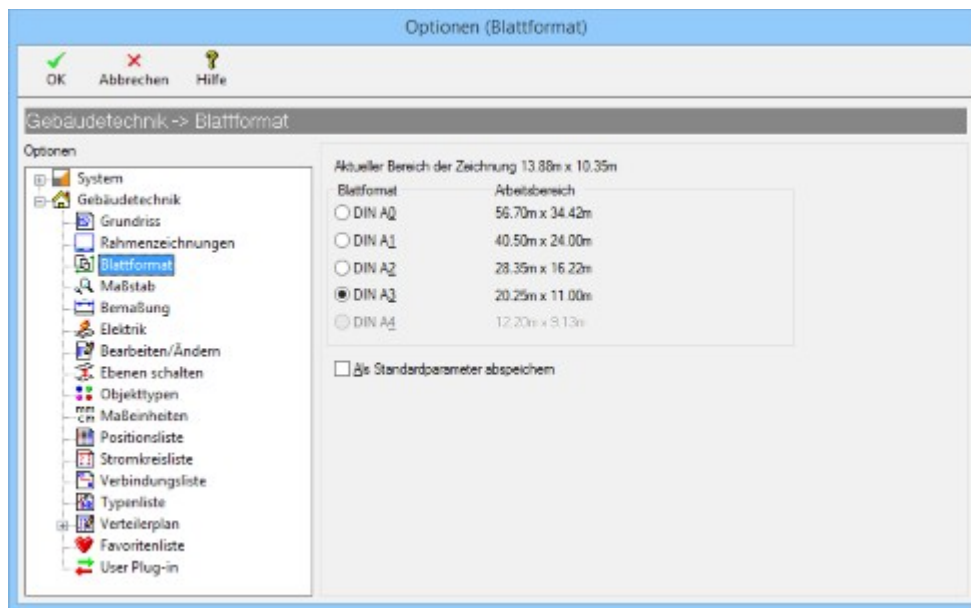 Optionen (Blattformat)
OK Abbrechen Hilfe
Gebäudetechnik -> Blattformat
Optionen
System
Gebäudetechnik
Grundriss
Rahmenzeichnungen
Blattformat
Maßstab
Bemaßung
Elektrik
Bearbeiten/Ändern
Ebenen schalten
Objekttypen
Maßeinheiten
Positionsliste
Stromkreisliste
Verbindungsliste
Typenliste
Verteilerplan
Favoritenliste
User Plug-in
Aktueller Bereich der Zeichnung 13.88m x 10.35m
Blattformat Arbeitsbereich
DIN A0 56.70m x 34.42m
DIN A1 40.50m x 24.00m
DIN A2 28.35m x 16.22m
DIN A3 20.25m x 11.00m
DIN A4 12.20m x 9.13m
Als Standardparameter abspeichern